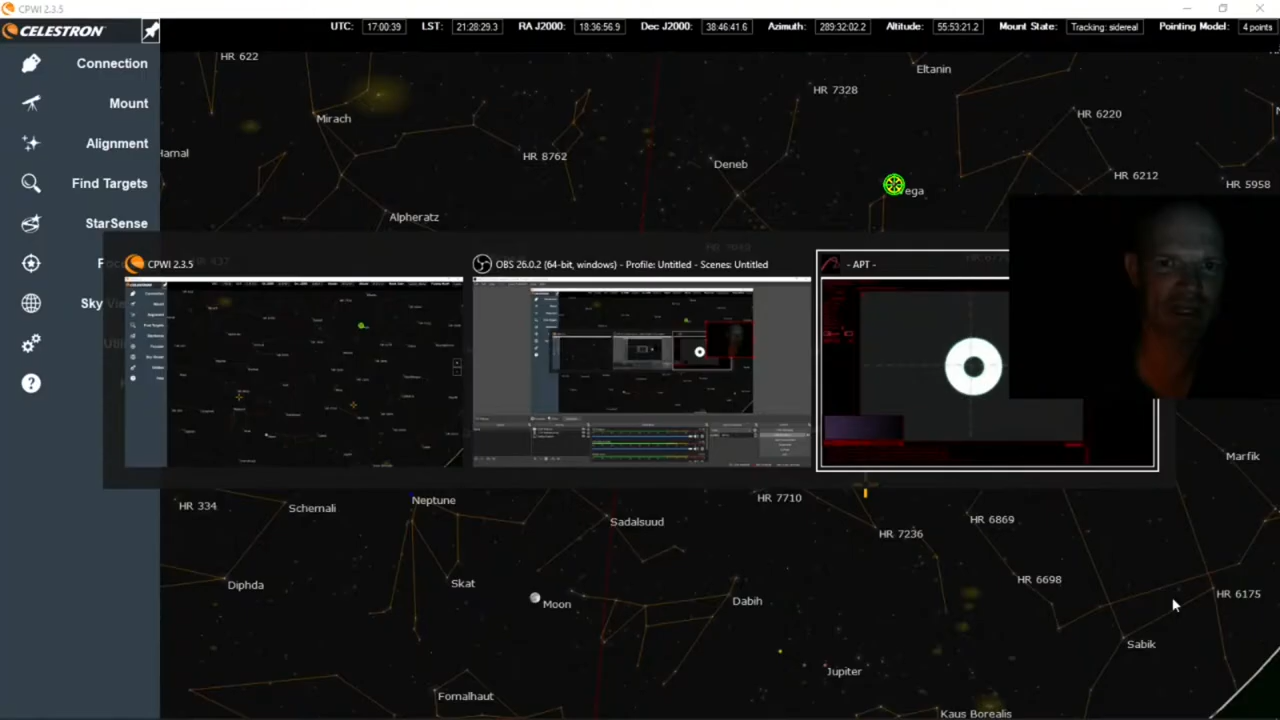 CPWI 2.3.5
CELESTRON
UTC: 17:00:39 LST: 21:28:29.3 RA J2000: 18:36:56.9 Dec J2000: 38:46:41.6 Azimuth: 289:32:02.2 Altitude: 55:53:21.2 Mount State: Tracking: sidereal Pointing Model: 4 points
Connection
Mount
Alignment
Find Targets
StarSense
HR 622
Eltanin
HR 7328
Mirach
HR 6220
HR 8762
amal
Deneb
HR 6212
HR 5958
ega
Alpheratz
CPWI 2.3.5
OBS 26.0.2 (64-bit, windows) - Profile: Untitled - Scenes: Untitled
- APT -
Sky
Marfik
HR 334
Schemali
Neptune
Sadalsuud
HR 7710
HR 7236
HR 6869
Diphda
Skat
Moon
Dabih
HR 6698
HR 6175
Sabik
Jupiter
Fomalhaut
Kaus Borealis